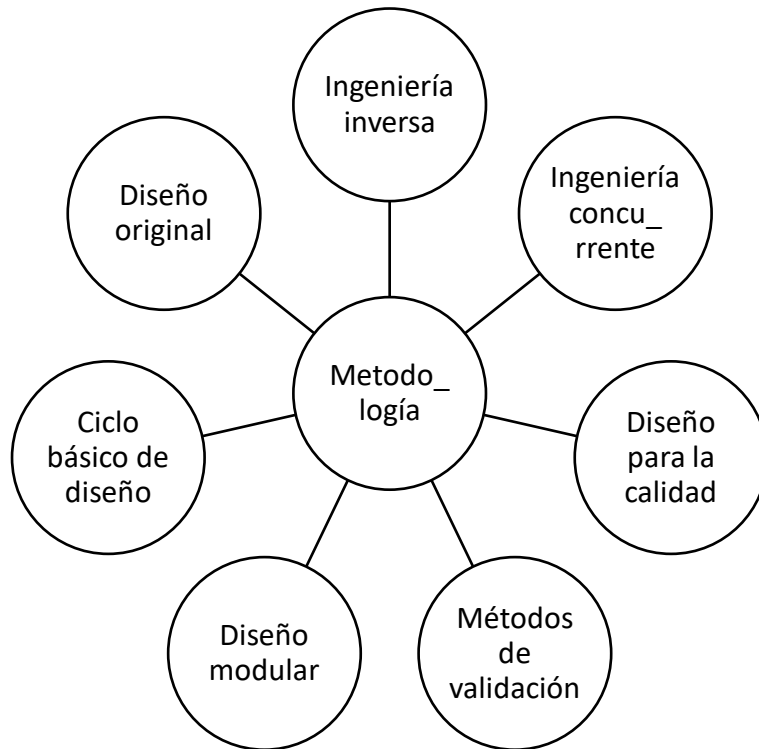 Ingeniería
inversa
Ingeniería
concu_
rrente
Diseño
para la
calidad
Métodos
de
validación
Diseño
modular
Ciclo
básico de
diseño
Diseño
original
Metodo_
logía